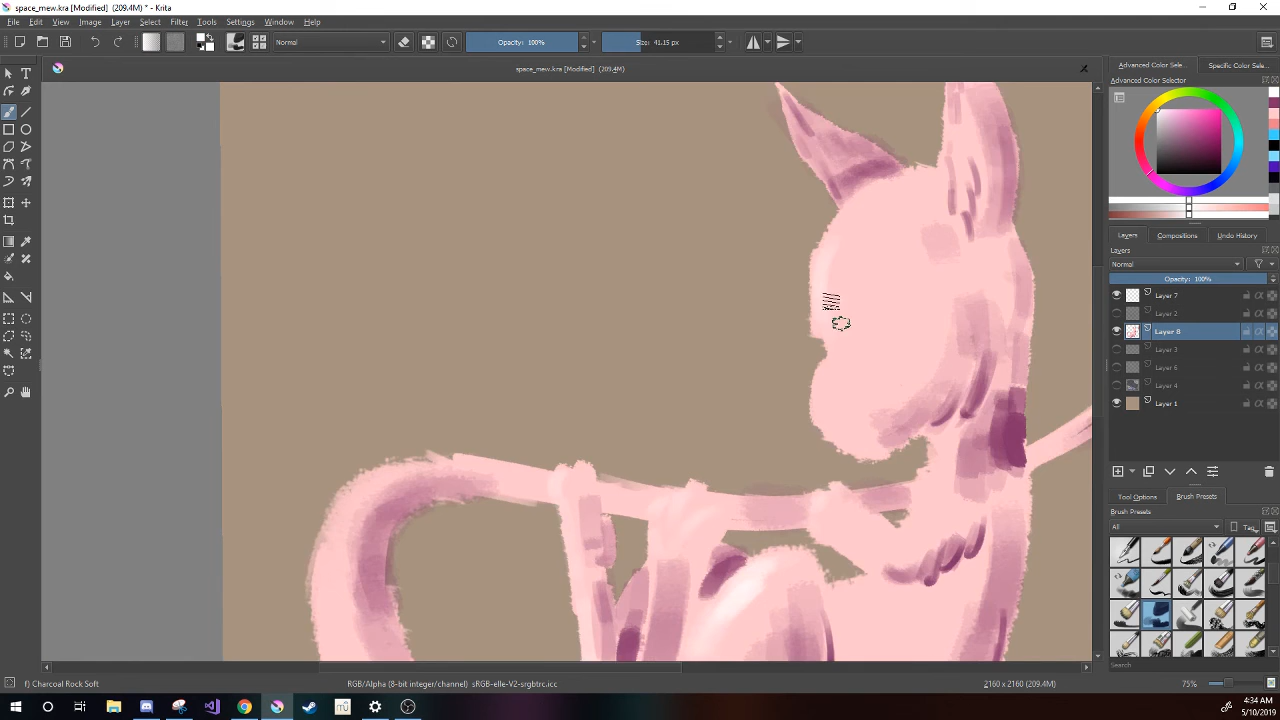 space_mew.kra [Modified] (209.4M) * - Krita
File Edit View Image Layer Select Filter Tools Settings Window Help
Normal Opacity: 100% Size: 41.15 px
space_mew.kra [Modified] (209.4M)
Advanced Color Sele... Specific Color Sele...
Advanced Color Selector
Layers Compositions Undo History
Layers
Normal
Opacity: 100%
Layer 7
Layer 2
Layer 8
Layer 3
Layer 5
Layer 4
Layer 1
Tool Options Brush Presets
Brush Presets
All Tag
Search
f) Charcoal Rock Soft RGB/Alpha (8-bit integer/channel) sRGB-elle-V2-srgbtrc.icc 2160 x 2160 (209.4M) 75%
4:34 AM
5/10/2019